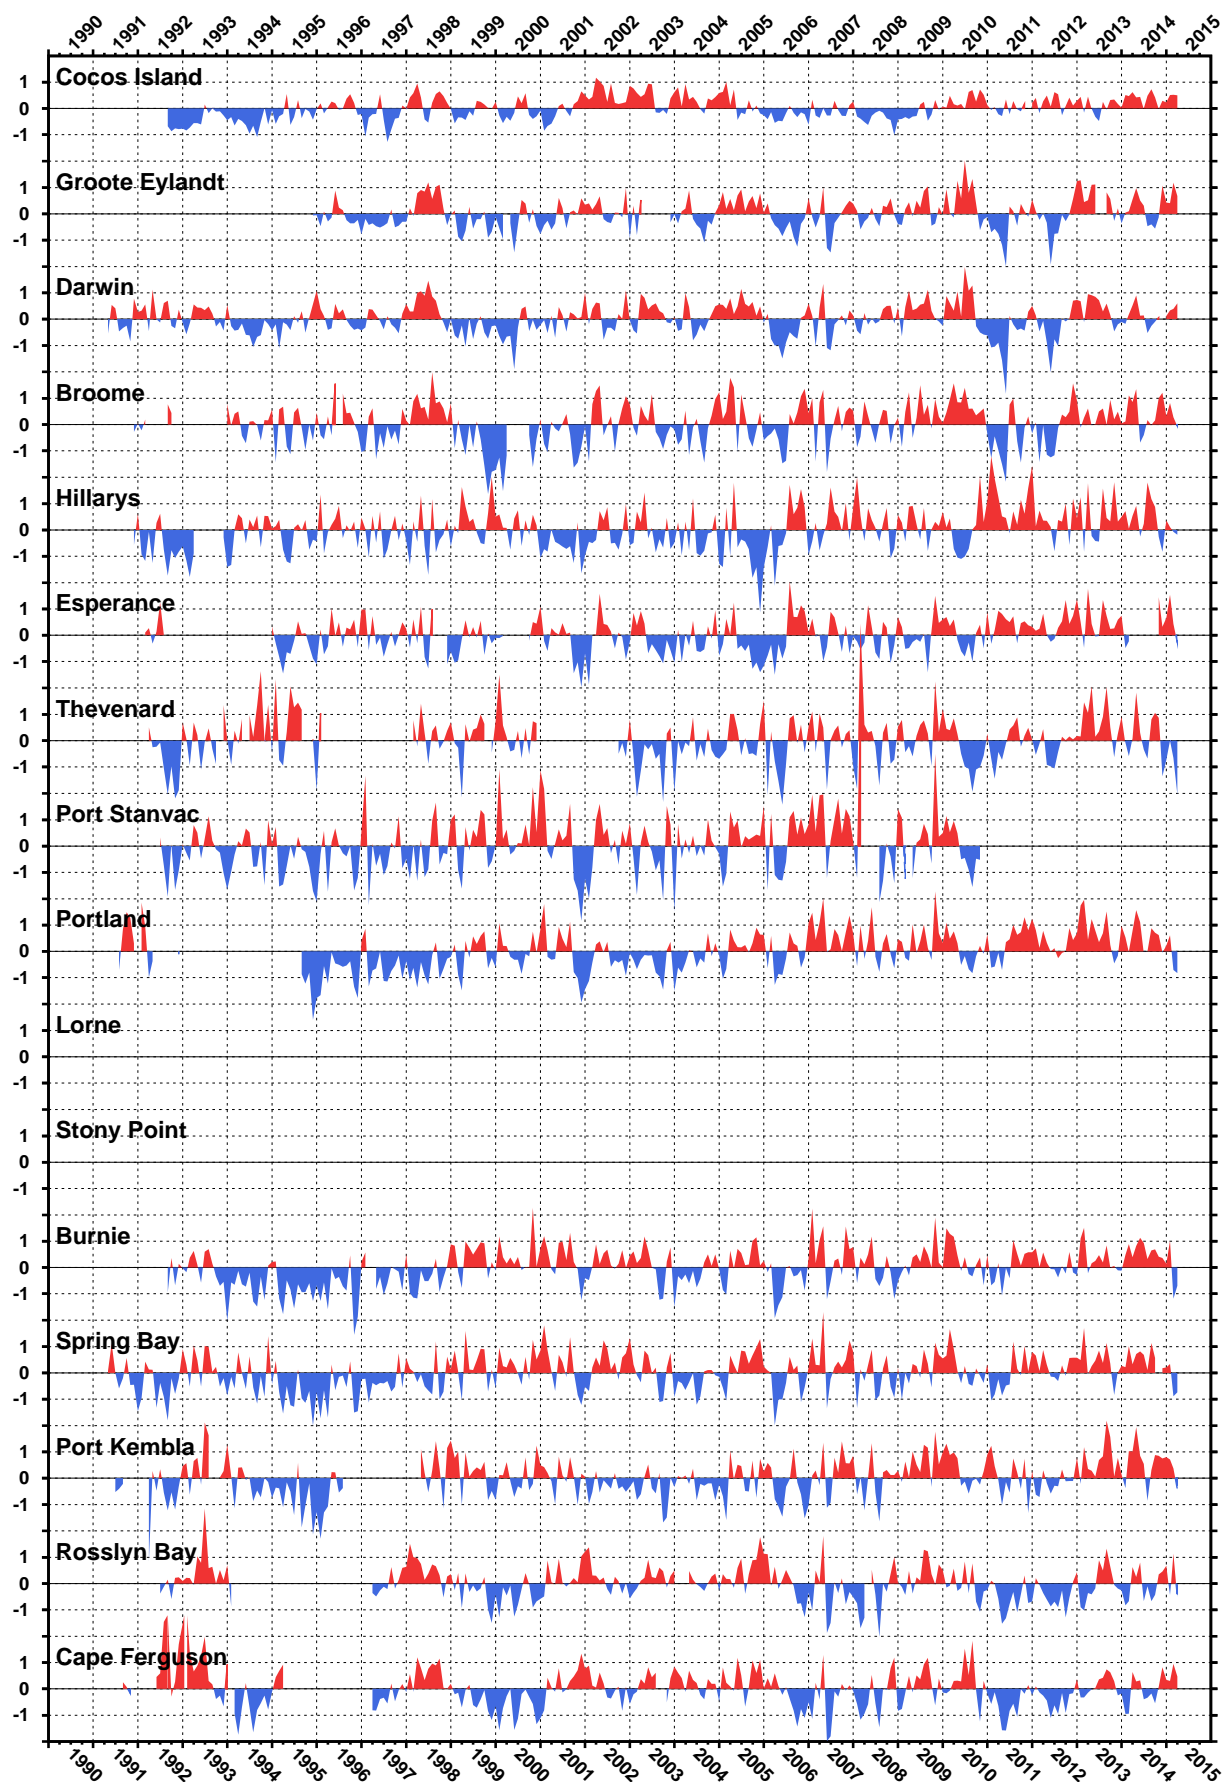 1990 1991 1992 1993 1994 1995 1996 1997 1998 1999 2000 2001 2002 2003 2004 2005 2006 2007 2008 2009 2010 2011 2012 2013 2014 2015
Cocos Island
1
0
-1
Groote Eylandt
1
0
-1
Darwin
1
0
-1
Broome
1
0
-1
Hillarys
1
0
-1
Esperance
1
0
-1
Thevenard
1
0
-1
Port Stanvac
1
0
-1
Portland
1
0
-1
Lorne
1
0
-1
Stony Point
1
0
-1
Burnie
1
0
-1
Spring Bay
1
0
-1
Port Kembla
1
0
-1
Rosslyn Bay
1
0
-1
Cape Ferguson
1
0
-1
1990 1991 1992 1993 1994 1995 1996 1997 1998 1999 2000 2001 2002 2003 2004 2005 2006 2007 2008 2009 2010 2011 2012 2013 2014 2015